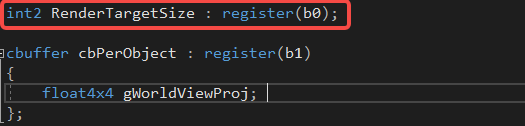 int2 RenderTargetSize : register(b0);
cbuffer cbPerObject : register(b1)
{
float4x4 gWorldViewProj;
};